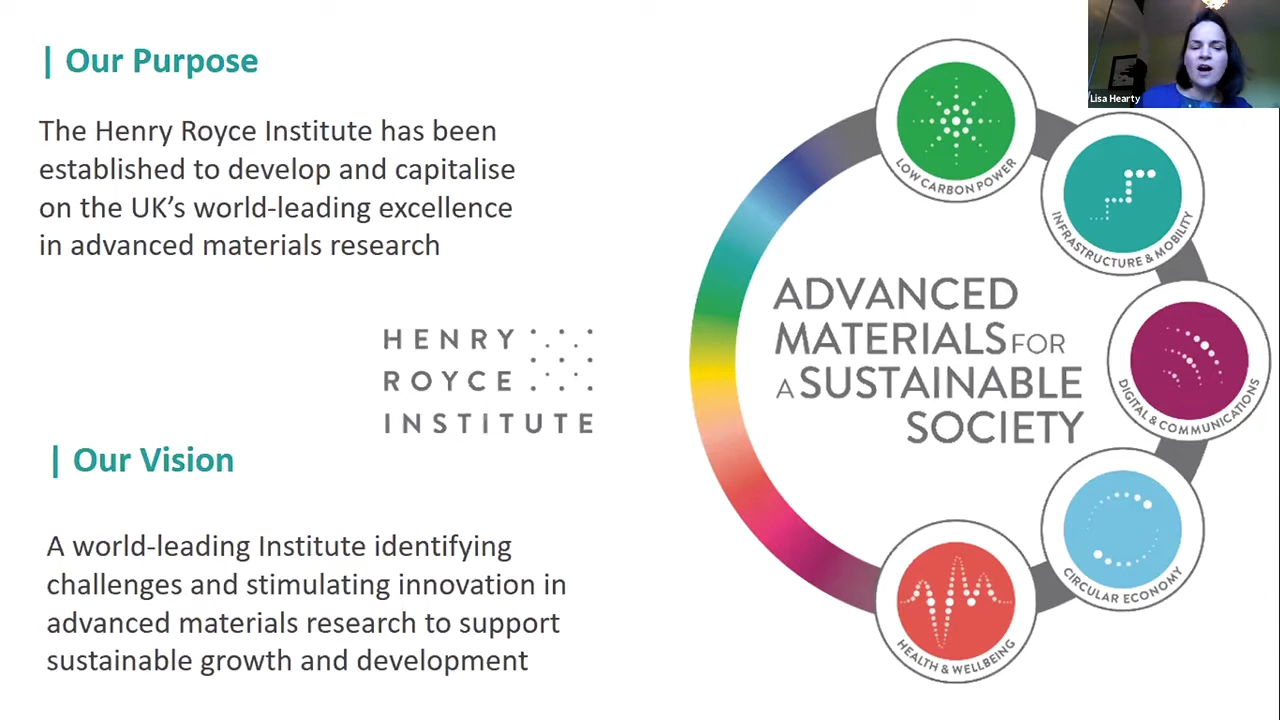 | Our Purpose
The Henry Royce Institute has been
established to develop and capitalise
on the UK’s world-leading excellence
in advanced materials research
HENRY
ROYCE
INSTITUTE
| Our Vision
A world-leading Institute identifying
challenges and stimulating innovation in
advanced materials research to support
sustainable growth and development
ADVANCED
MATERIALS FOR
A SUSTAINABLE
SOCIETY
LOW CARBON POWER
INFRASTRUCTURE & MOBILITY
DIGITAL & COMMUNICATIONS
CIRCULAR ECONOMY
HEALTH & WELLBEING
Lisa Hearty